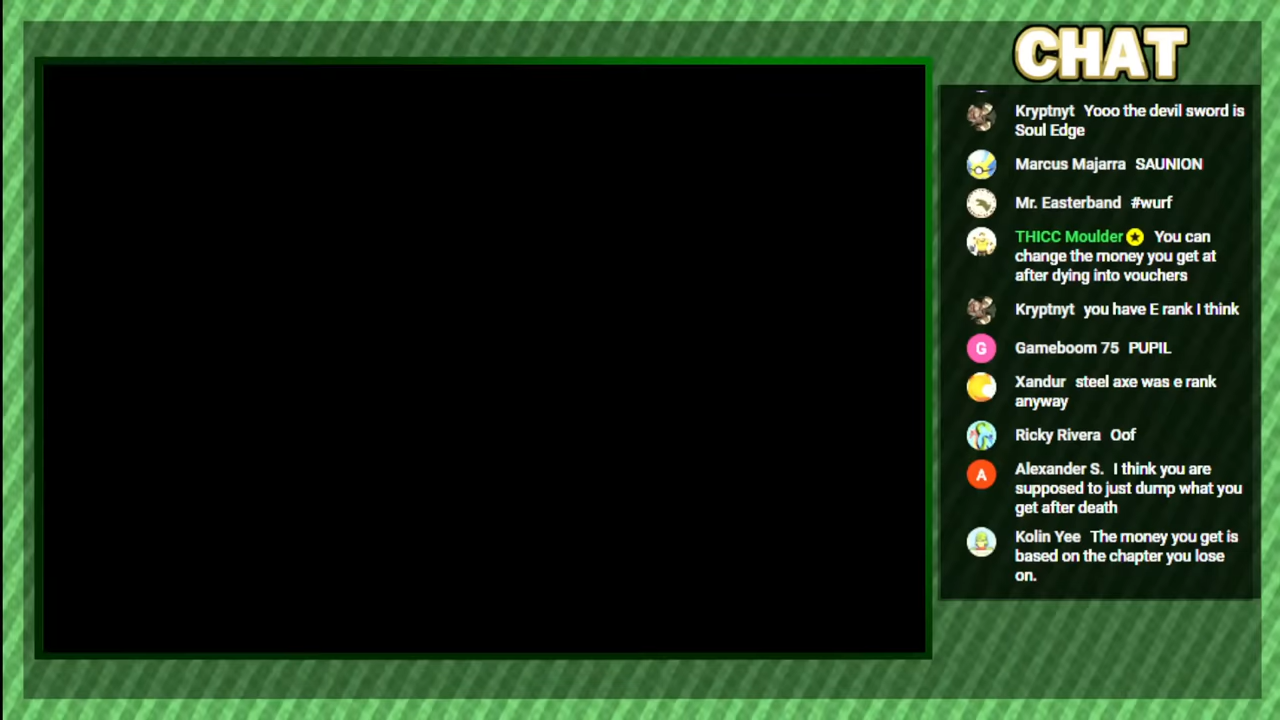 CHAT
Kryptnyt Yooo the devil sword is
Soul Edge
Marcus Majarra SAUNION
Mr. Easterband #wurf
THICC Moulder You can
change the money you get at
after dying into vouchers
Kryptnyt you have E rank I think
G Gameboom 75 PUPIL
Xandur steel axe was e rank
anyway
Ricky Rivera Oof
A Alexander S. I think you are
supposed to just dump what you
get after death
Kolin Yee The money you get is
based on the chapter you lose
on.